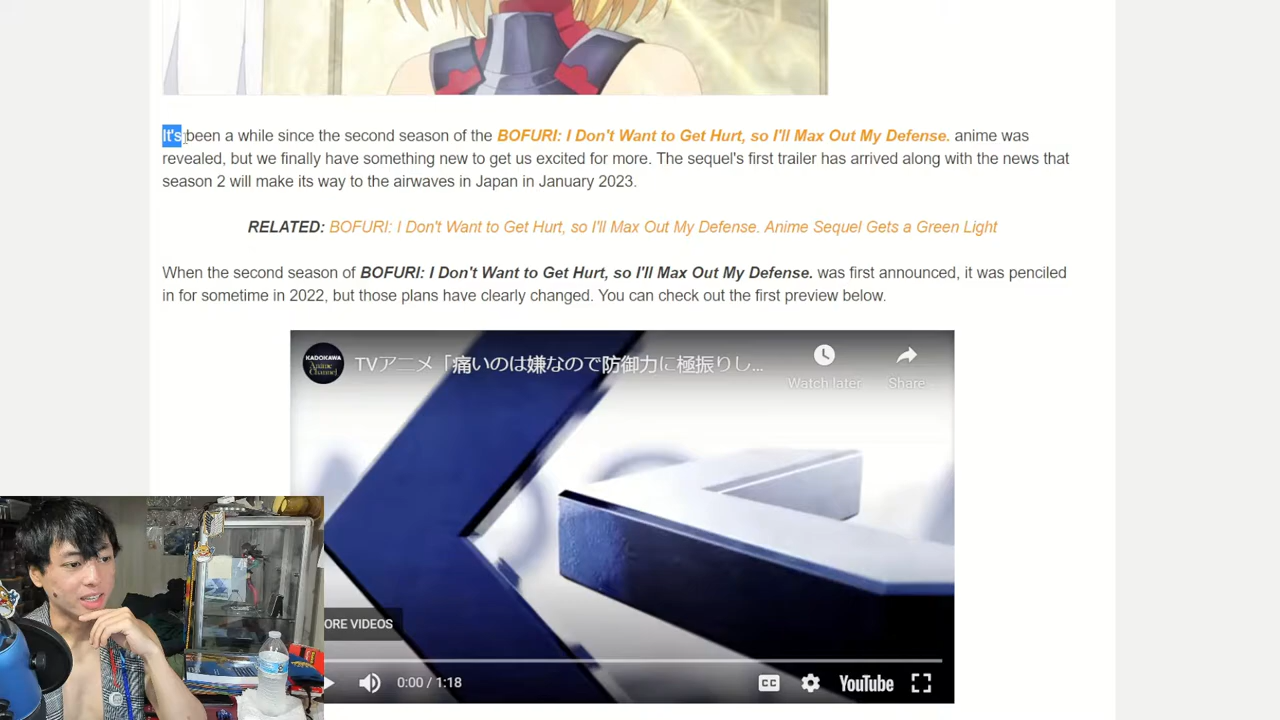 It's been a while since the second season of the BOFURI: I Don't Want to Get Hurt, so I'll Max Out My Defense. anime was
revealed, but we finally have something new to get us excited for more. The sequel's first trailer has arrived along with the news that
season 2 will make its way to the airwaves in Japan in January 2023.
RELATED: BOFURI: I Don't Want to Get Hurt, so I'll Max Out My Defense. Anime Sequel Gets a Green Light
When the second season of BOFURI: I Don't Want to Get Hurt, so I'll Max Out My Defense. was first announced, it was penciled
in for sometime in 2022, but those plans have clearly changed. You can check out the first preview below.
KADOKAWA
Anime
Channel
TVアニメ「痛いのは嫌なので防御力に極振りし...
Watch later
Share
ORE VIDEOS
0:00 / 1:18
CC
YouTube